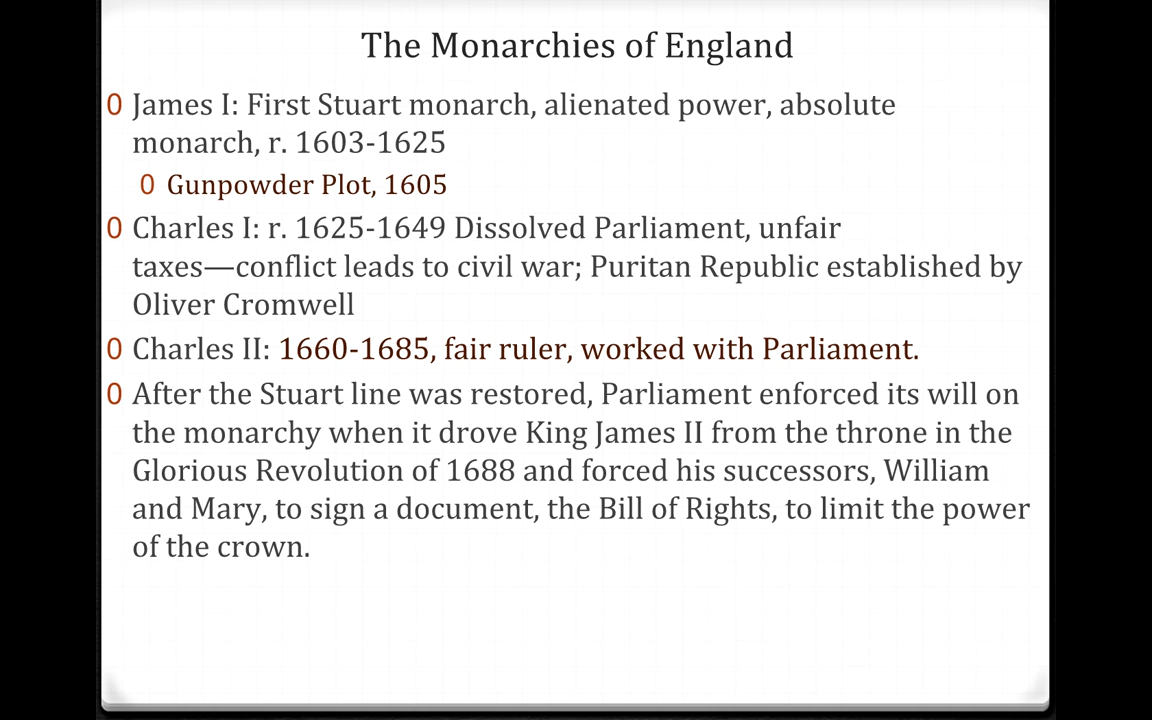 The Monarchies of England
0 James I: First Stuart monarch, alienated power, absolute
monarch, r. 1603-1625
0 Gunpowder Plot, 1605
0 Charles I: r. 1625-1649 Dissolved Parliament, unfair
taxes—conflict leads to civil war; Puritan Republic established by
Oliver Cromwell
0 Charles II: 1660-1685, fair ruler, worked with Parliament.
0 After the Stuart line was restored, Parliament enforced its will on
the monarchy when it drove King James II from the throne in the
Glorious Revolution of 1688 and forced his successors, William
and Mary, to sign a document, the Bill of Rights, to limit the power
of the crown.